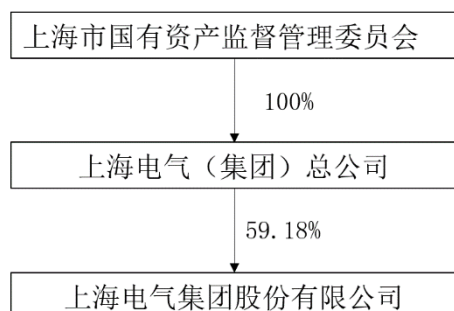 上海市国有资产监督管理委员会
100%
上海电气（集团）总公司
59.18%
上海电气集团股份有限公司